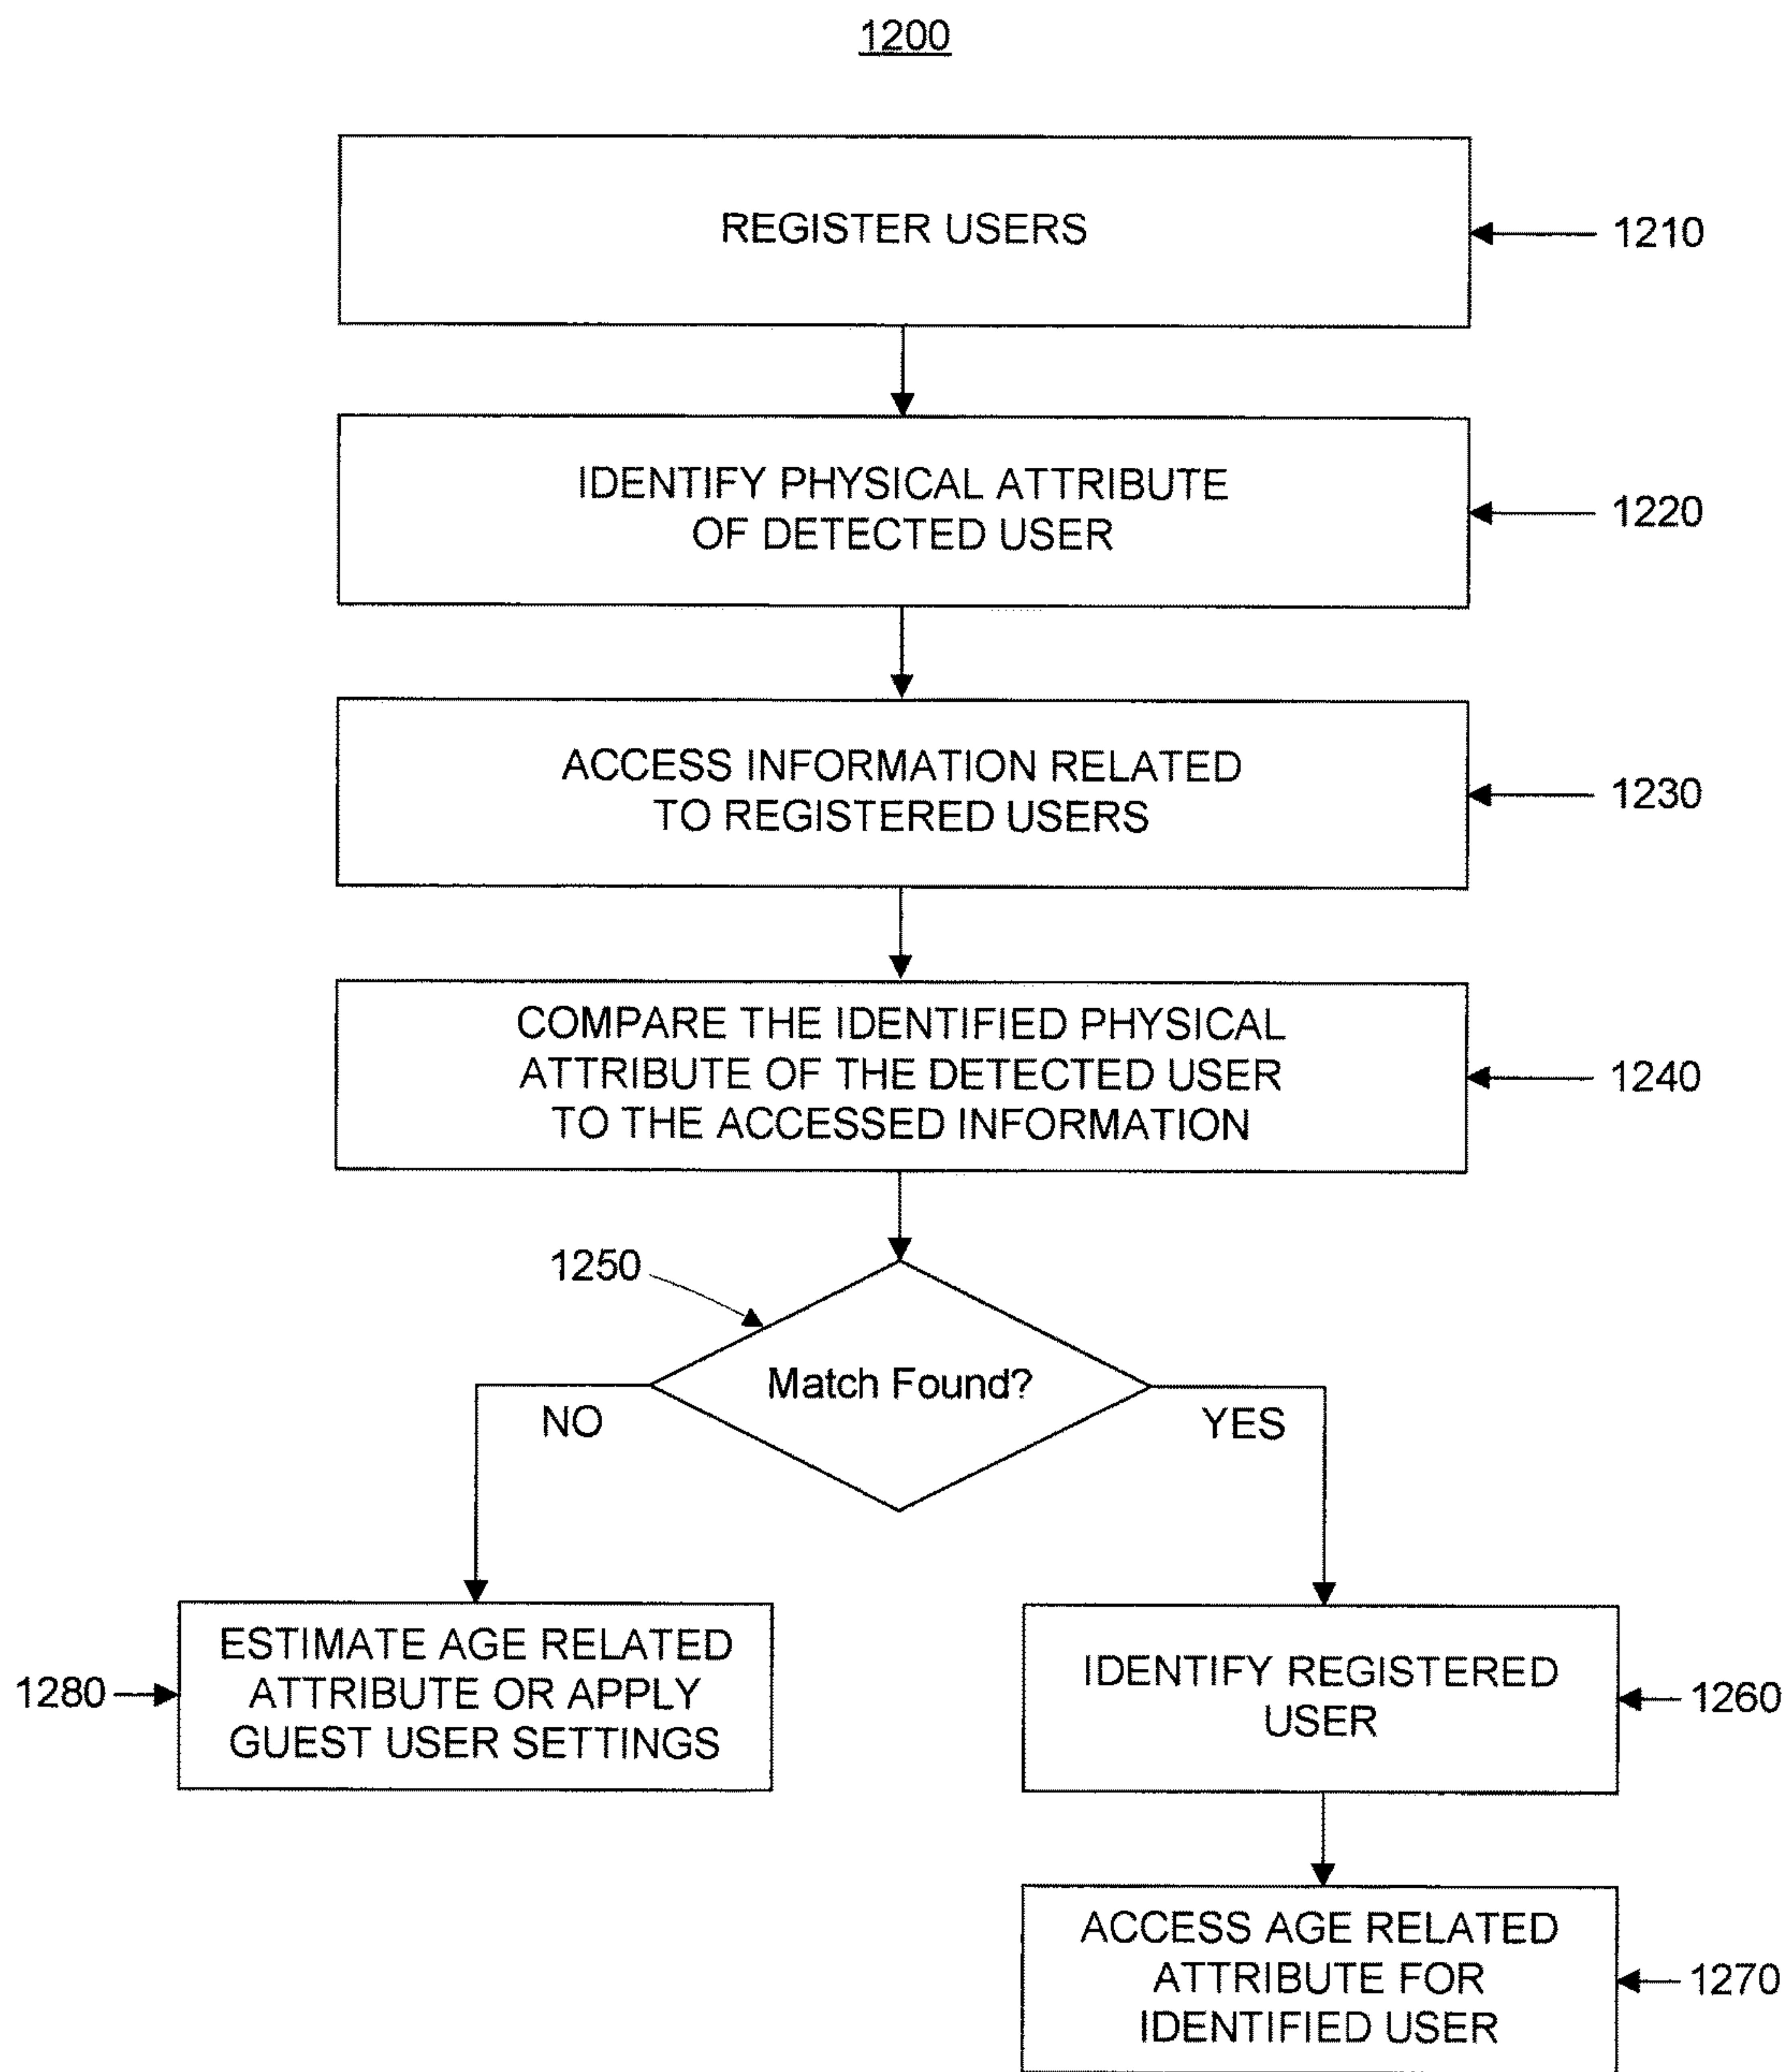 1200
REGISTER USERS
1210
IDENTIFY PHYSICAL ATTRIBUTE
OF DETECTED USER
1220
ACCESS INFORMATION RELATED
TO REGISTERED USERS
1230
COMPARE THE IDENTIFIED PHYSICAL
ATTRIBUTE OF THE DETECTED USER
TO THE ACCESSED INFORMATION
1240
1250
Match Found?
NO
YES
ESTIMATE AGE RELATED
ATTRIBUTE OR APPLY
GUEST USER SETTINGS
1280
IDENTIFY REGISTERED
USER
1260
ACCESS AGE RELATED
ATTRIBUTE FOR
IDENTIFIED USER
1270